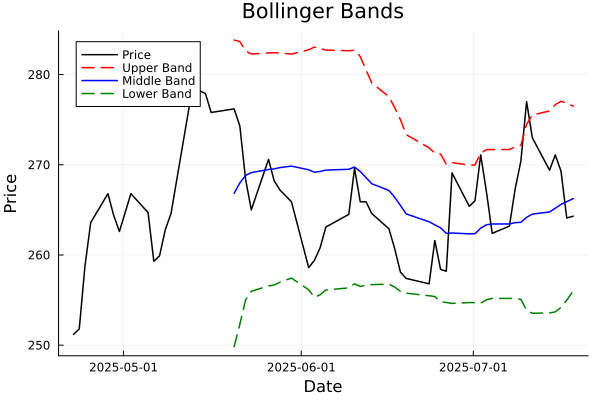 Bollinger Bands
Price
Upper Band
Middle Band
Lower Band
280
270
260
250
Price
2025-05-01
2025-06-01
2025-07-01
Date